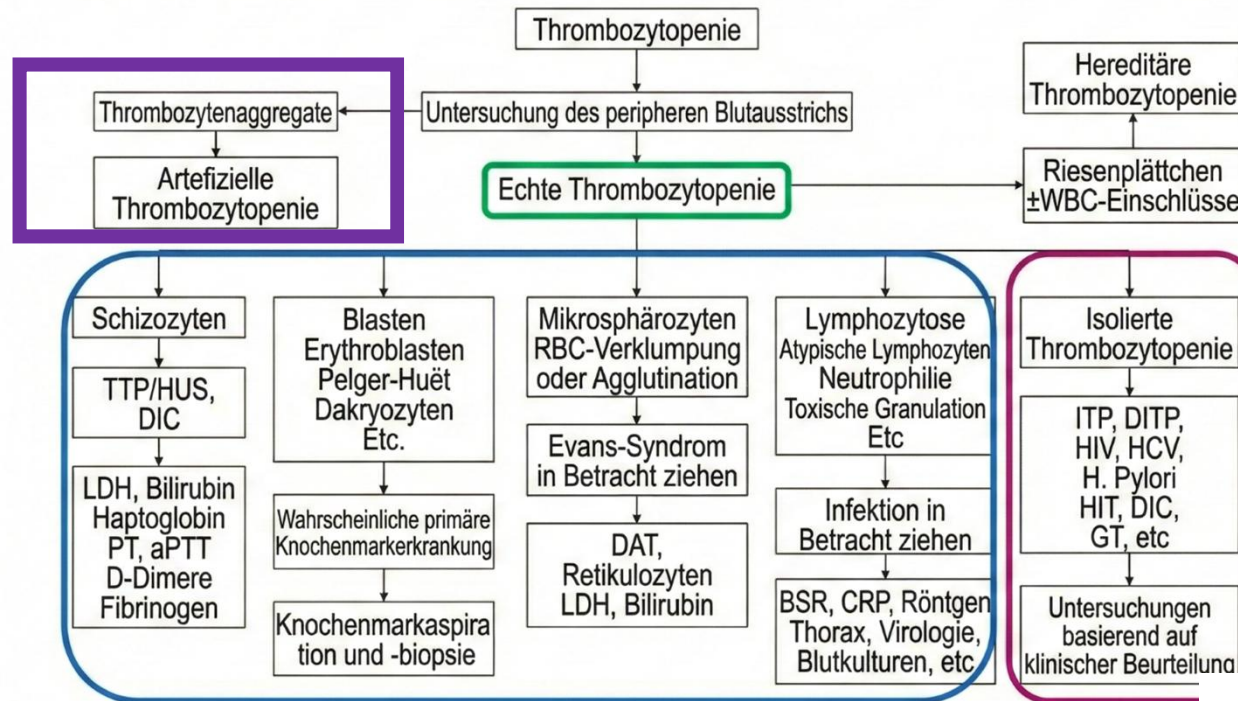 Thrombozytopenie
Untersuchung des peripheren Blutausstrichs
Thrombozytenaggregate
Artefizielle
Thrombozytopenie
Echte Thrombozytopenie
Hereditäre
Thrombozytopenie
Riesenplättchen
±WBC-Einschlüsse
Schizozyten
TTP/HUS,
DIC
LDH, Bilirubin
Haptoglobin
PT, aPTT
D-Dimere
Fibrinogen
Blasten
Erythroblasten
Pelger-Huët
Dakryozyten
Etc.
Wahrscheinliche primäre
Knochenmarkerkrankung
Knochenmarkaspira
tion und -biopsie
Mikrosphärozyten
RBC-Verklumpung
oder Agglutination
Evans-Syndrom
in Betracht ziehen
DAT,
Retikulozyten
LDH, Bilirubin
Lymphozytose
Atypische Lymphozyten
Neutrophilie
Toxische Granulation
Etc
Infektion in
Betracht ziehen
BSR, CRP, Röntgen
Thorax, Virologie,
Blutkulturen, etc
Isolierte
Thrombozytopenie
ITP, DITP,
HIV, HCV,
H. Pylori
HIT, DIC,
GT, etc
Untersuchungen
basierend auf
klinischer Beurteilung